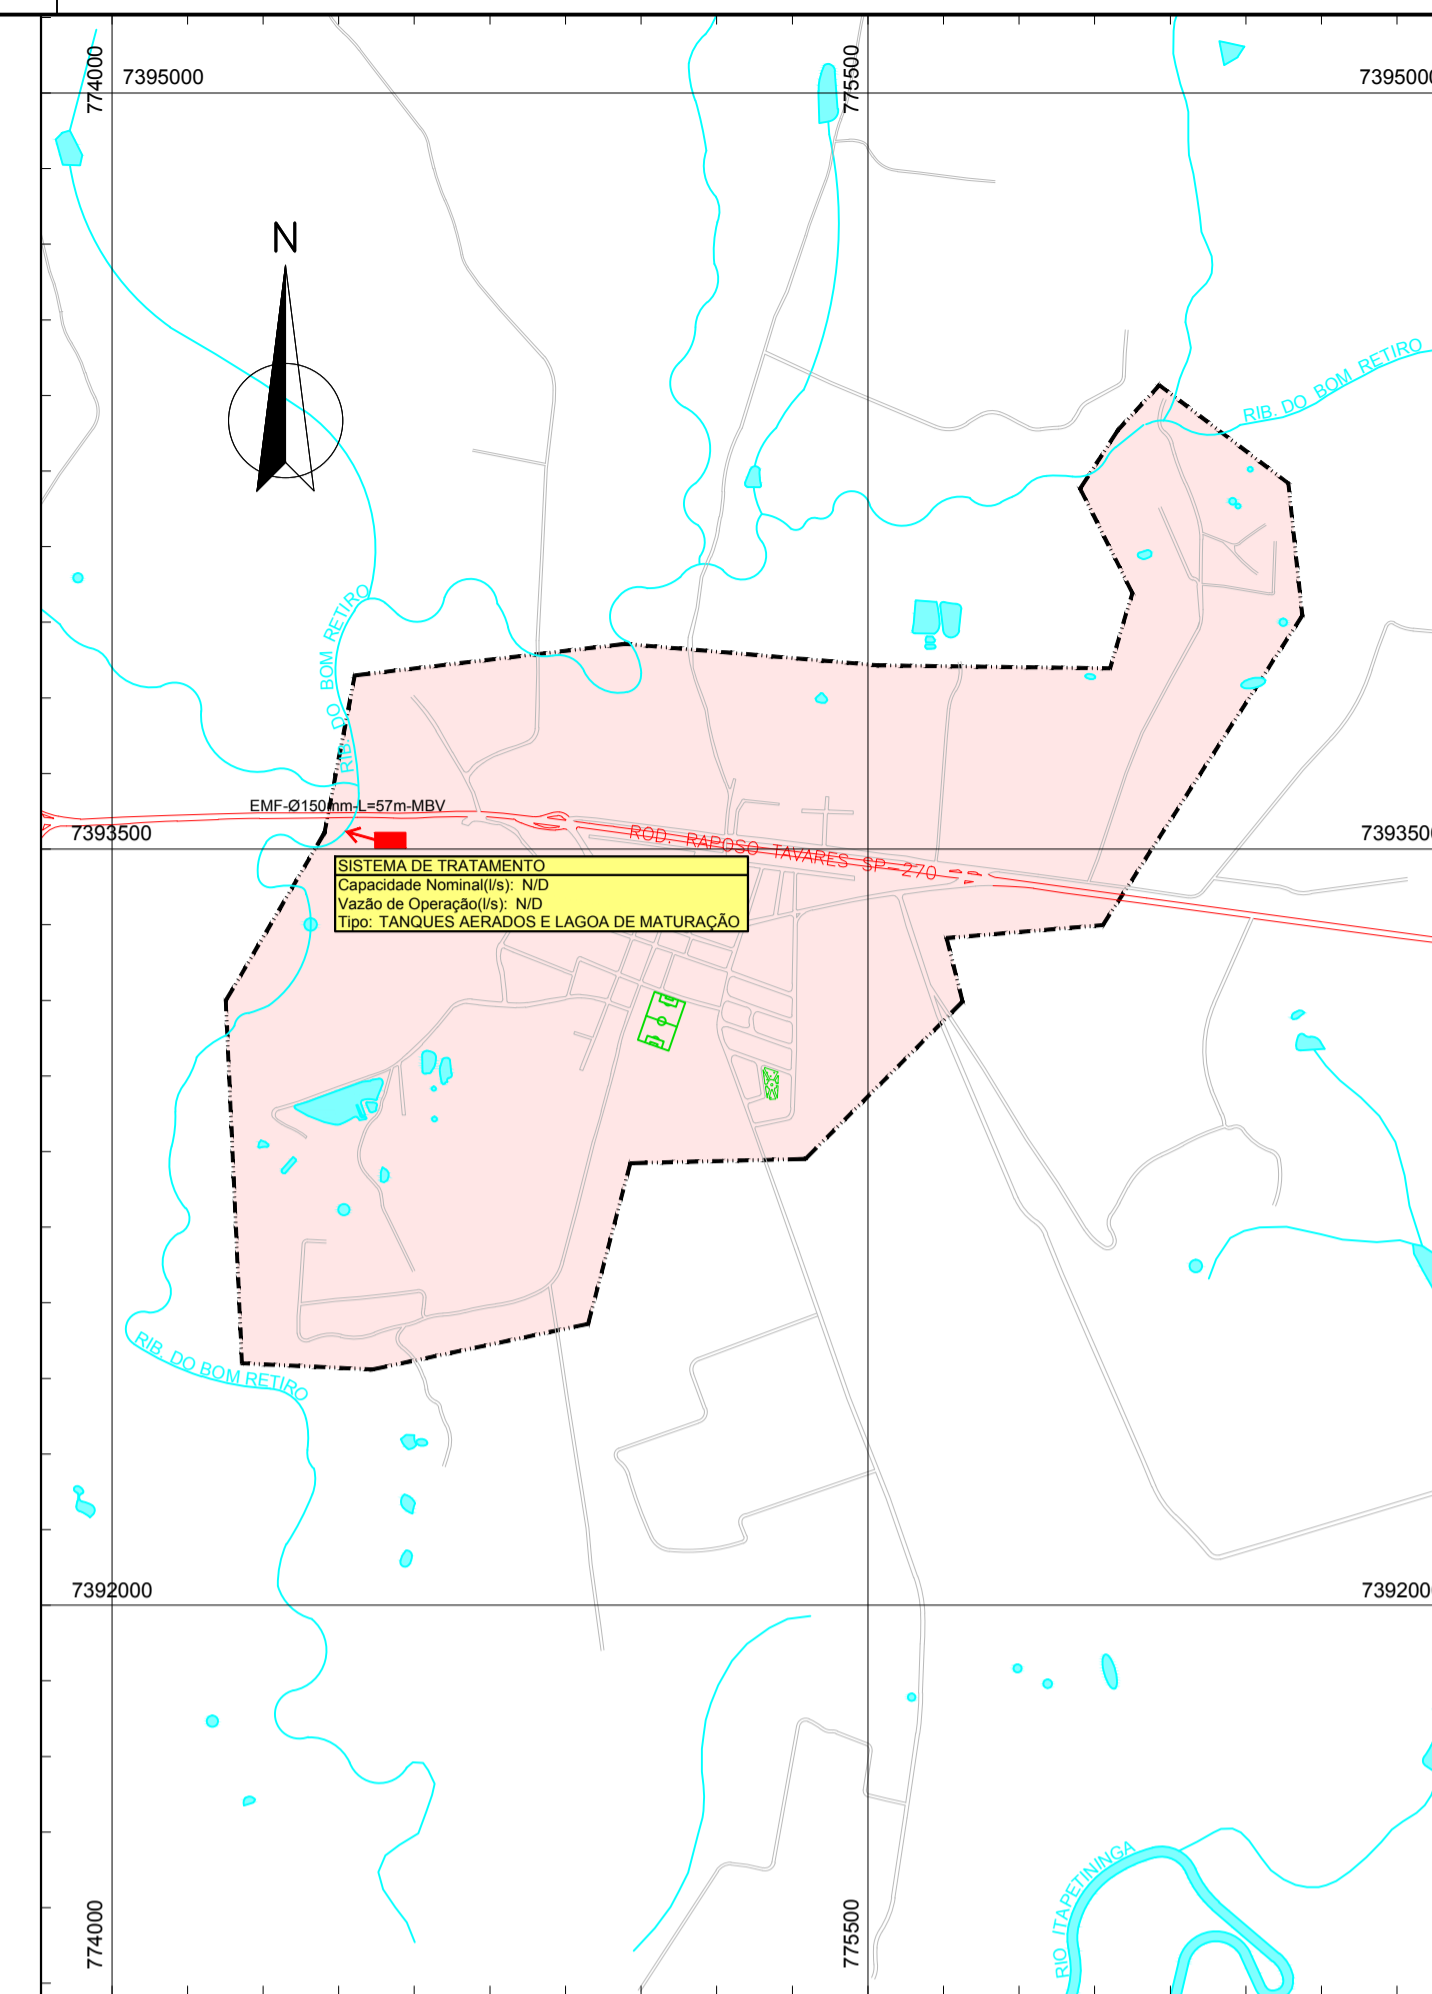 774000
7395000
775500
7395000
N
RIB. DO BOM RETIRO
RIB. DO BOM RETIRO
EMF-Ø150mm-L=57m-MBV
7393500
ROD. RAPOSO TAVARES SP-270
7393500
SISTEMA DE TRATAMENTO
Capacidade Nominal(l/s): N/D
Vazão de Operação(l/s): N/D
Tipo: TANQUES AERADOS E LAGOA DE MATURAÇÃO
RIB. DO BOM RETIRO
7392000
7392000
RIO ITAPETININGA
774000
775500